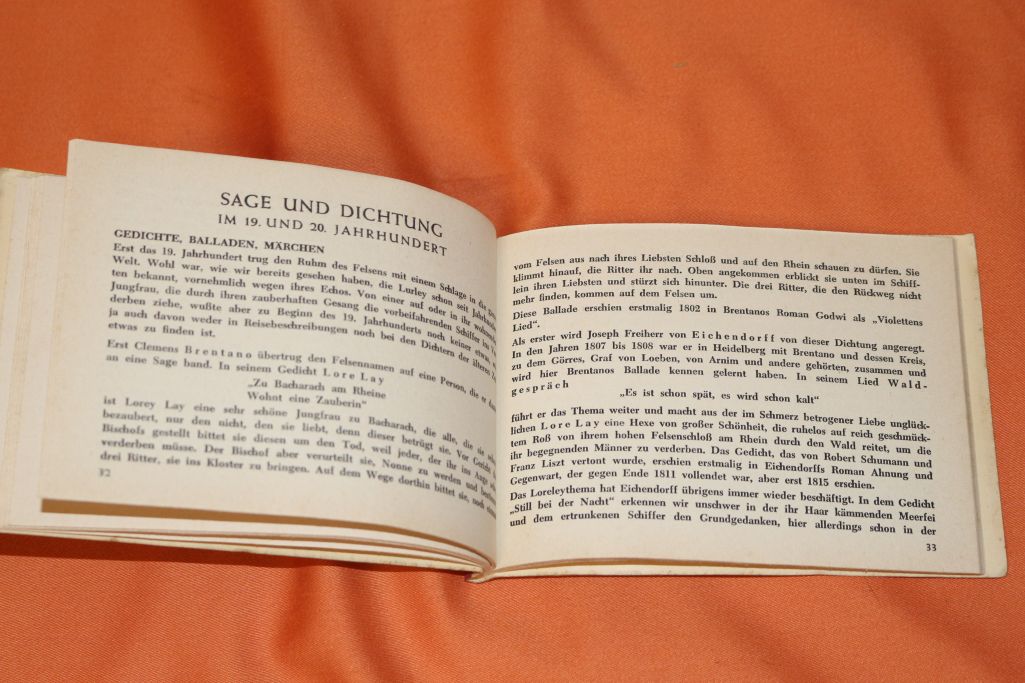 SAGE UND DICHTUNG
IM 19. UND 20. JAHRHUNDERT
GEDICHTE, BALLADEN, MÄRCHEN
Erst das 19. Jahrhundert trug den Ruhm des Felsens mit einem Schlage in die
Welt. Wohl war, wie wir bereits gesehen haben, die Lurley schon seit
ten bekannt, vornehmlich wegen ihres Echos. Von einer auf oder in ihr
Jungfrau, die durch ihren zauberhaften Gesang die vorbeifahrenden Schiffer ins
derben ziehe, wußte aber zu Beginn des 19. Jahrhunderts noch keiner etwas,
ja auch davon weder in Reisebeschreibungen noch bei den Dichtern der älteren
etwas zu finden ist.
Erst Clemens Brentano übertrug den Felsennamen auf eine Person, die er
an eine Sage band. In seinem Gedicht Lore Lay
„Zu Bacharach am Rheine
Wohnt eine Zauberin“
ist Lorey Lay eine sehr schöne Jungfrau zu Bacharach, die alle, die sie
bezaubert, nur den nicht, den sie liebt, denn dieser betrügt sie. Vor Gericht
Bischofs gestellt bittet sie diesen um den Tod, weil jeder, der ihr ins Auge
verderben müsse. Der Bischof aber verurteilt sie, Nonne zu werden und
drei Ritter, sie ins Kloster zu bringen. Auf dem Wege dorthin bittet sie, noch
32
vom Felsen aus nach ihres Liebsten Schloß und auf den Rhein schauen zu dürfen. Sie
klimmt hinauf, die Ritter ihr nach. Oben angekommen erblickt sie unten im Schiff-
lein ihren Liebsten und stürzt sich hinunter. Die drei Ritter, die den Rückweg nicht
mehr finden, kommen auf dem Felsen um.
Diese Ballade erschien erstmalig 1802 in Brentanos Roman Godwi als „Violettens
Lied“.
Als erster wird Joseph Freiherr von Eichendorff von dieser Dichtung angeregt.
In den Jahren 1807 bis 1808 war er in Heidelberg mit Brentano und dessen Kreis,
zu dem Görres, Graf von Loeben, von Arnim und andere gehörten, zusammen und
wird hier Brentanos Ballade kennen gelernt haben. In seinem Lied Wald-
gespräch
„Es ist schon spät, es wird schon kalt“
führt er das Thema weiter und macht aus der im Schmerz betrogener Liebe unglück-
lichen Lore Lay eine Hexe von großer Schönheit, die ruhelos auf reich geschmück-
tem Roß von ihrem hohen Felsenschloß am Rhein durch den Wald reitet, um die
ihr begegnenden Männer zu verderben. Das Gedicht, das von Robert Schumann und
Franz Liszt vertont wurde, erschien erstmalig in Eichendorffs Roman Ahnung und
Gegenwart, der gegen Ende 1811 vollendet war, aber erst 1815 erschien.
Das Loreleythema hat Eichendorff übrigens immer wieder beschäftigt. In dem Gedicht
„Still bei der Nacht“ erkennen wir unschwer in der ihr Haar kämmenden Meerfei
und dem ertrunkenen Schiffer den Grundgedanken, hier allerdings schon in der
33